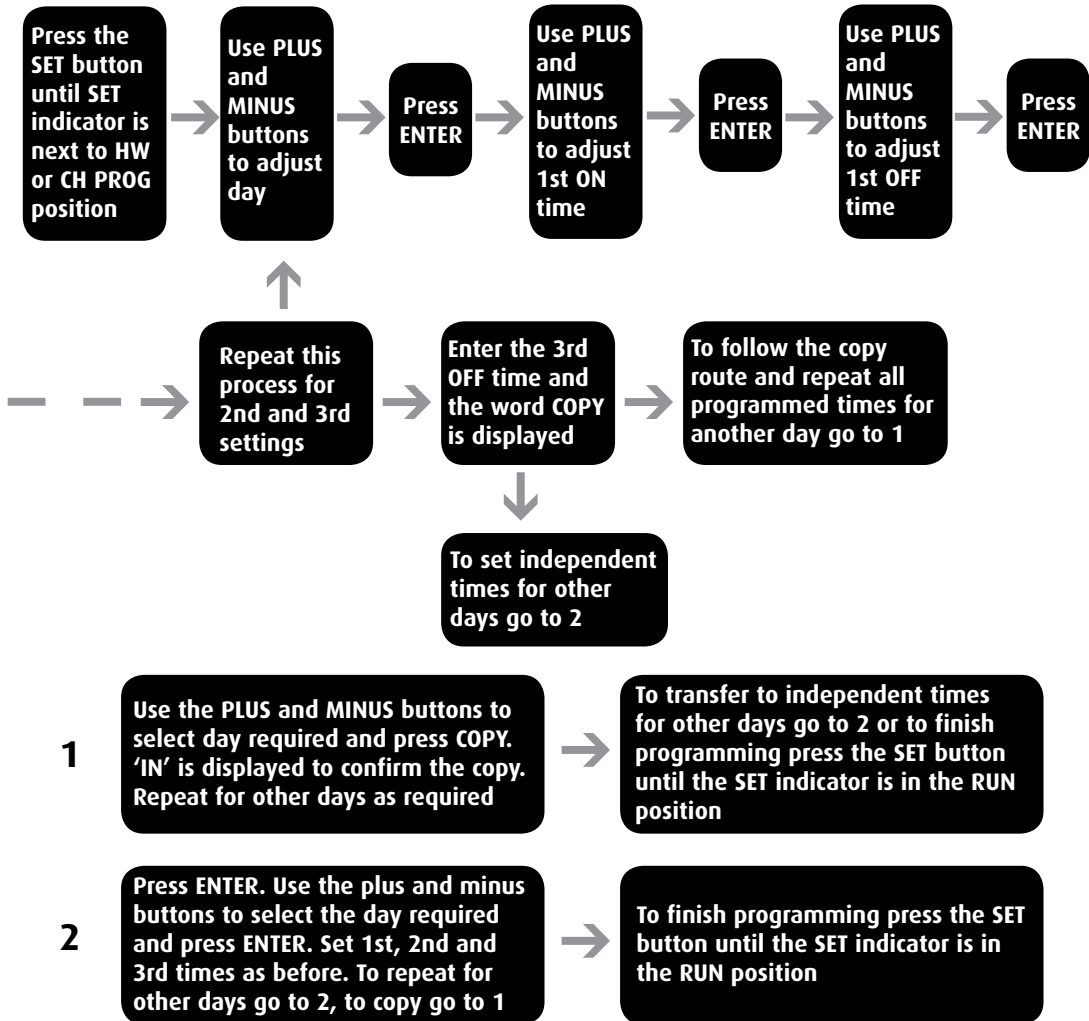 Press the
SET button
until SET
indicator is
next to HW
or CH PROG
position
Use PLUS
and
MINUS
buttons
to adjust
day
Press
ENTER
Use PLUS
and
MINUS
buttons
to adjust
1st ON
time
Press
ENTER
Use PLUS
and
MINUS
buttons
to adjust
1st OFF
time
Press
ENTER
Repeat this
process for
2nd and 3rd
settings
Enter the 3rd
OFF time and
the word COPY
is displayed
To follow the copy
route and repeat all
programmed times for
another day go to 1
To set independent
times for other
days go to 2
1
Use the PLUS and MINUS buttons to
select day required and press COPY.
‘IN’ is displayed to confirm the copy.
Repeat for other days as required
To transfer to independent times
for other days go to 2 or to finish
programming press the SET button
until the SET indicator is in the RUN
position
2
Press ENTER. Use the plus and minus
buttons to select the day required
and press ENTER. Set 1st, 2nd and
3rd times as before. To repeat for
other days go to 2, to copy go to 1
To finish programming press the SET
button until the SET indicator is in
the RUN position